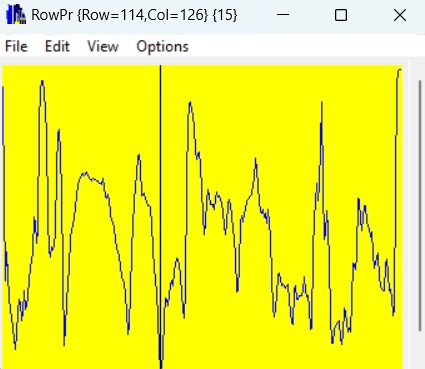 RowPr {Row=114,Col=126} {15}
File Edit View Options